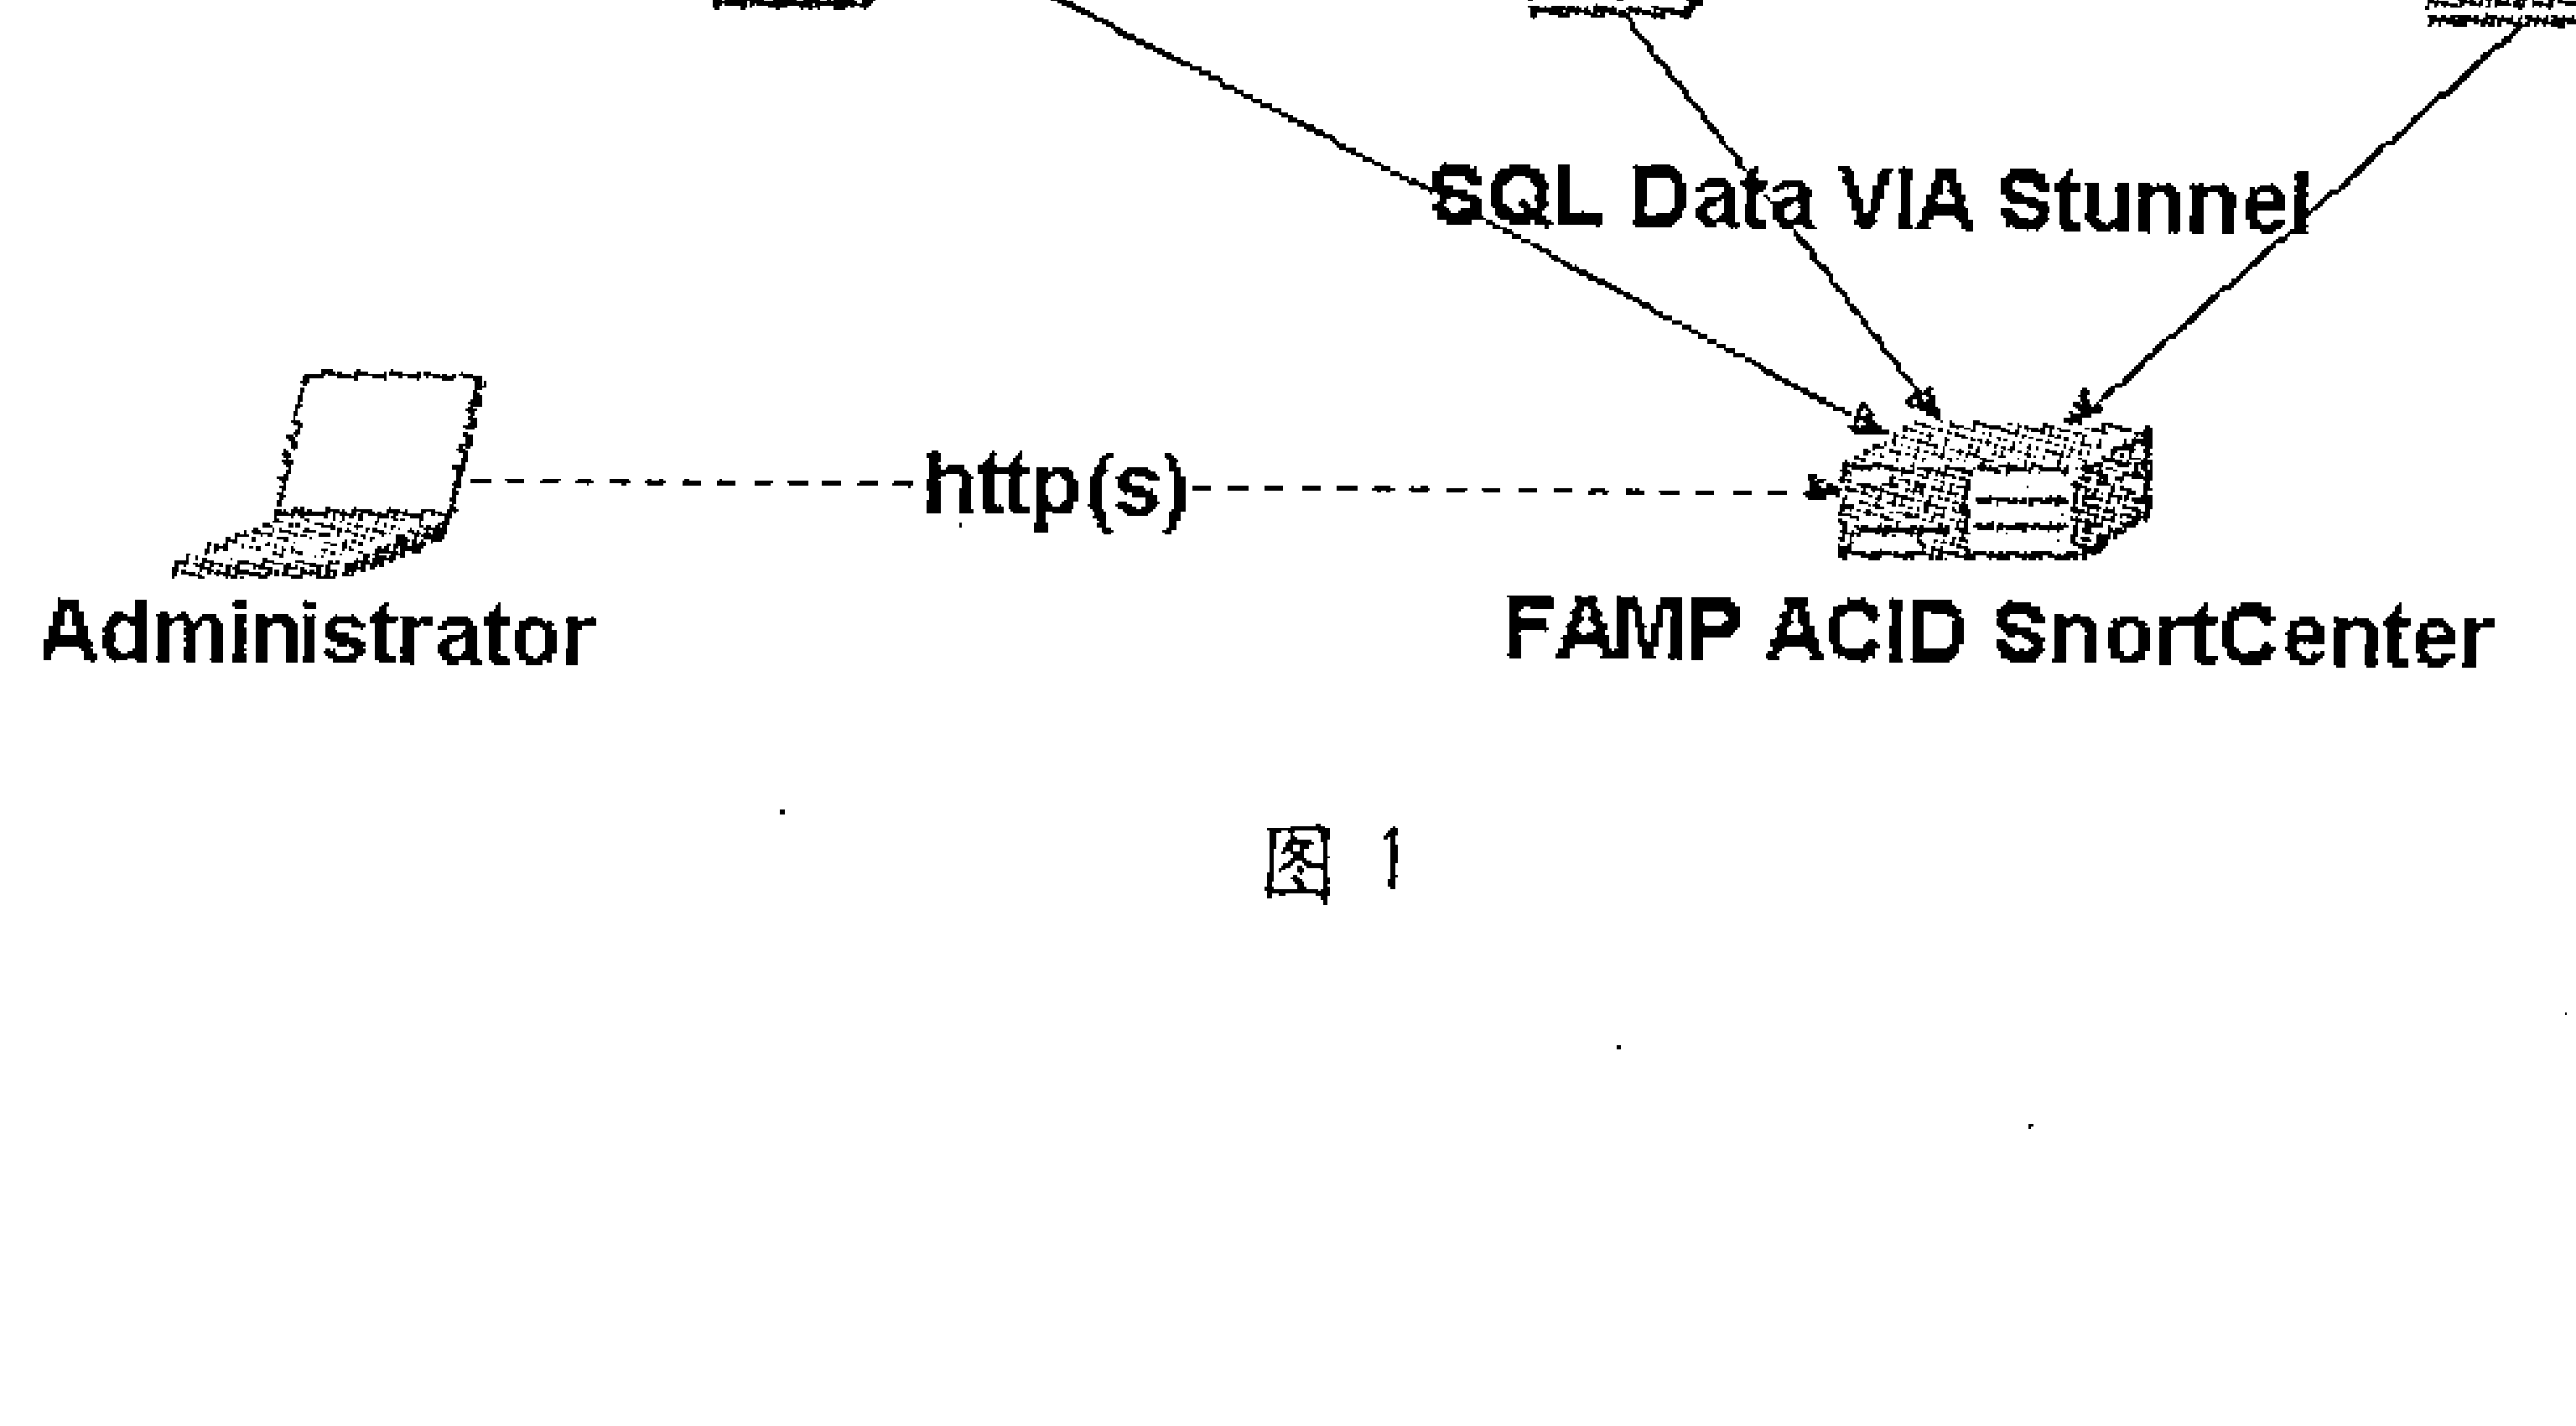 SQL Data VIA Stunnel
http(s)
Administrator
FAMP ACID SnortCenter
图 1